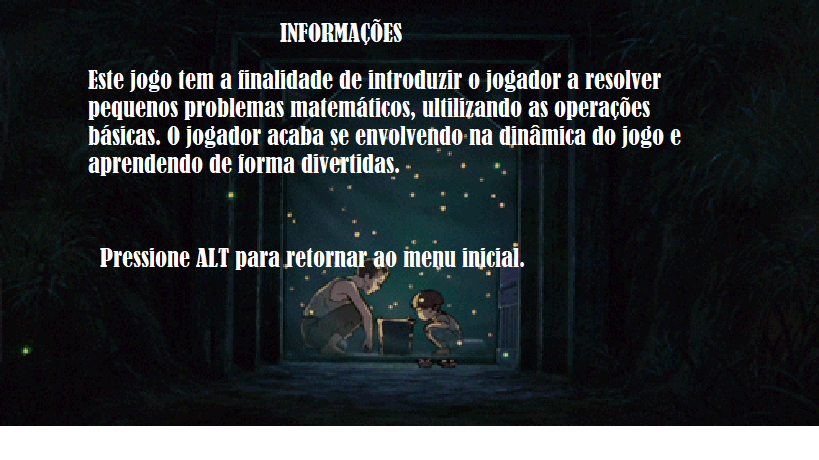 INFORMAÇÕES
Este jogo tem a finalidade de introduzir o jogador a resolver
pequenos problemas matemáticos, ultilizando as operações
básicas. O jogador acaba se envolvendo na dinâmica do jogo e
aprendendo de forma divertidas.
Pressione ALT para retornar ao menu inicial.